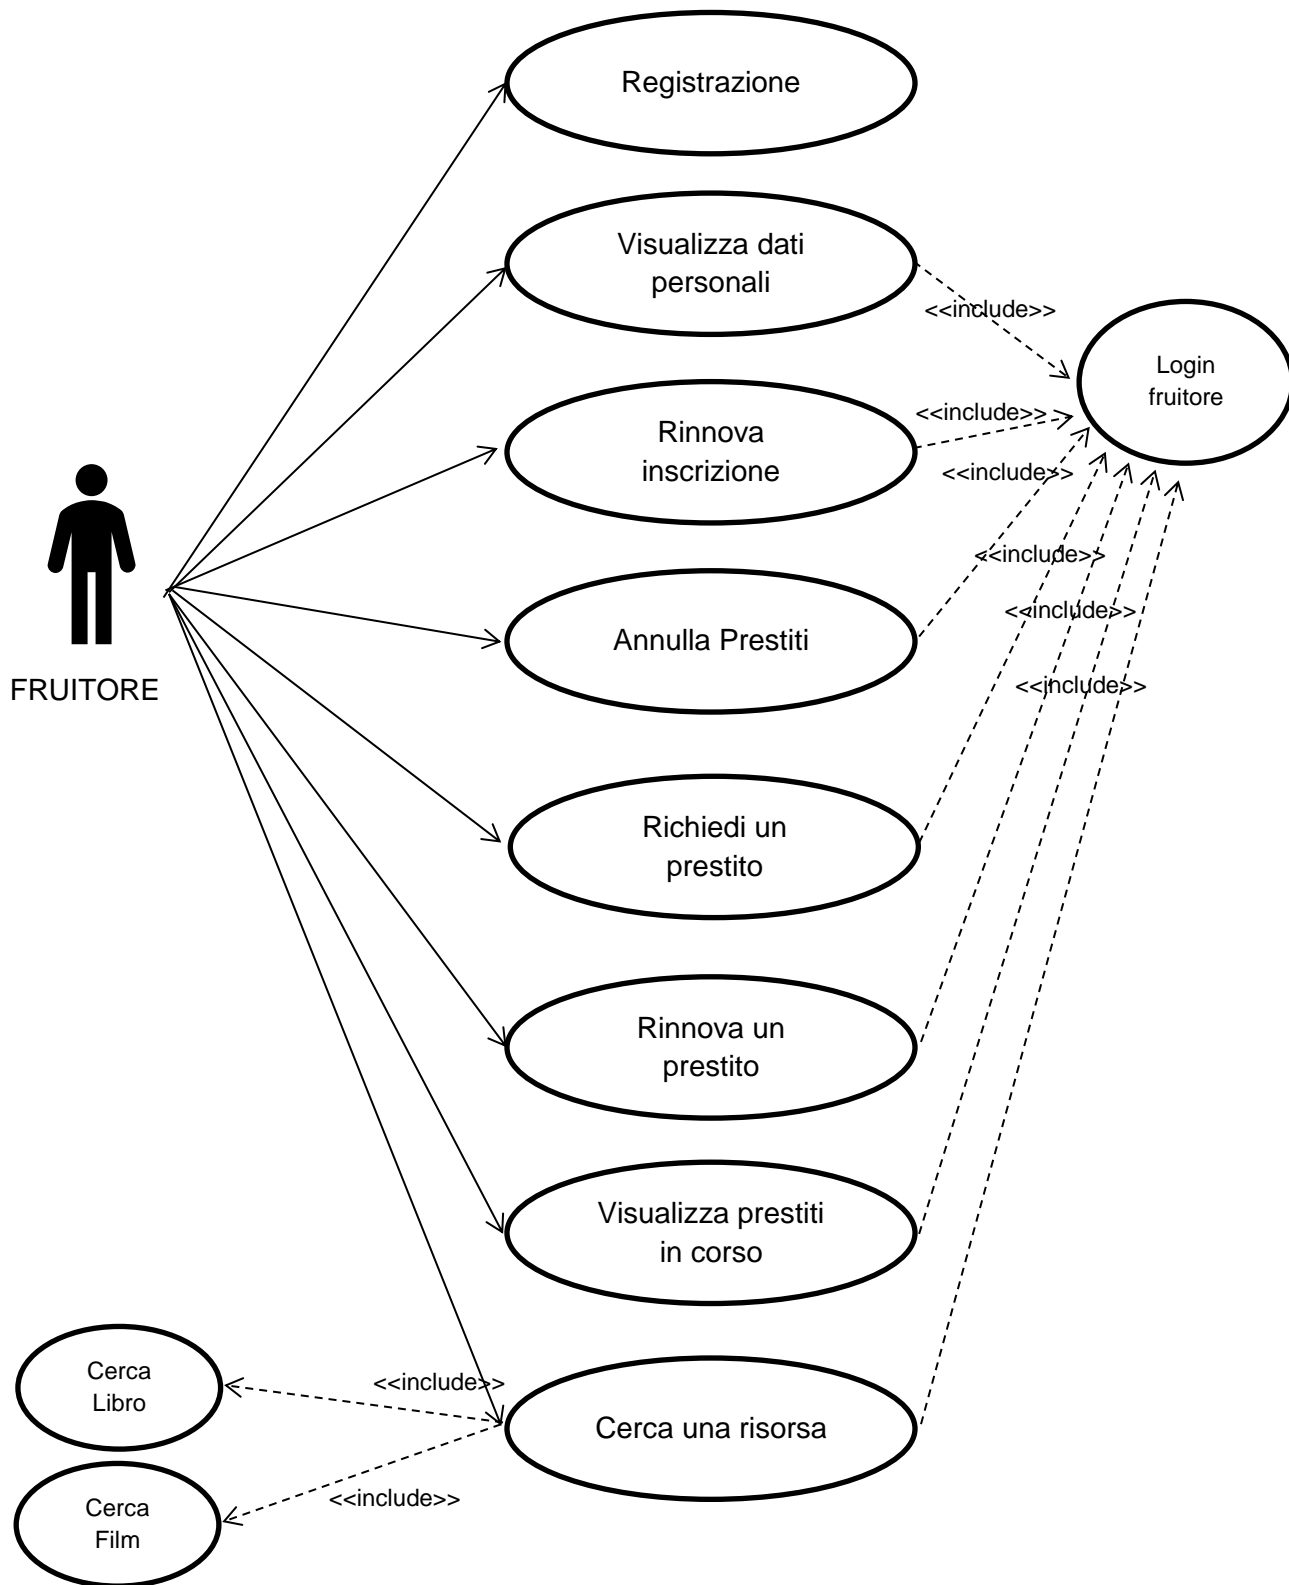 Registrazione
Visualizza dati
personali
<<include>>
Login
fruitore
<<include>>
Rinnova
inscrizione
<<include>>
<<include>>
<<include>>
Annulla Prestiti
<<include>>
FRUITORE
Richiedi un
prestito
Rinnova un
prestito
Visualizza prestiti
in corso
Cerca
Libro
<<include>>
Cerca una risorsa
<<include>>
Cerca
Film